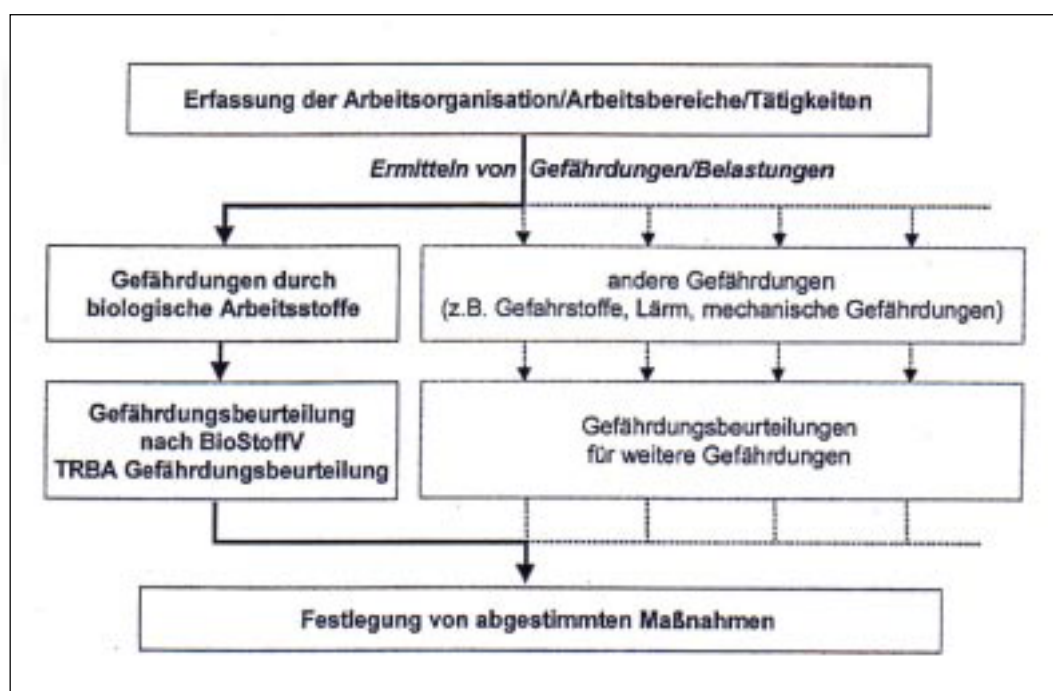 Erfassung der Arbeitsorganisation/Arbeitsbereiche/Tätigkeiten
Ermitteln von Gefährdungen/Belastungen
Gefährdungen durch
biologische Arbeitsstoffe
andere Gefährdungen
(z.B. Gefahrstoffe, Lärm, mechanische Gefährdungen)
Gefährdungsbeurteilung
nach BioStoffV
TRBA Gefährdungsbeurteilung
Gefährdungsbeurteilungen
für weitere Gefährdungen
Festlegung von abgestimmten Maßnahmen